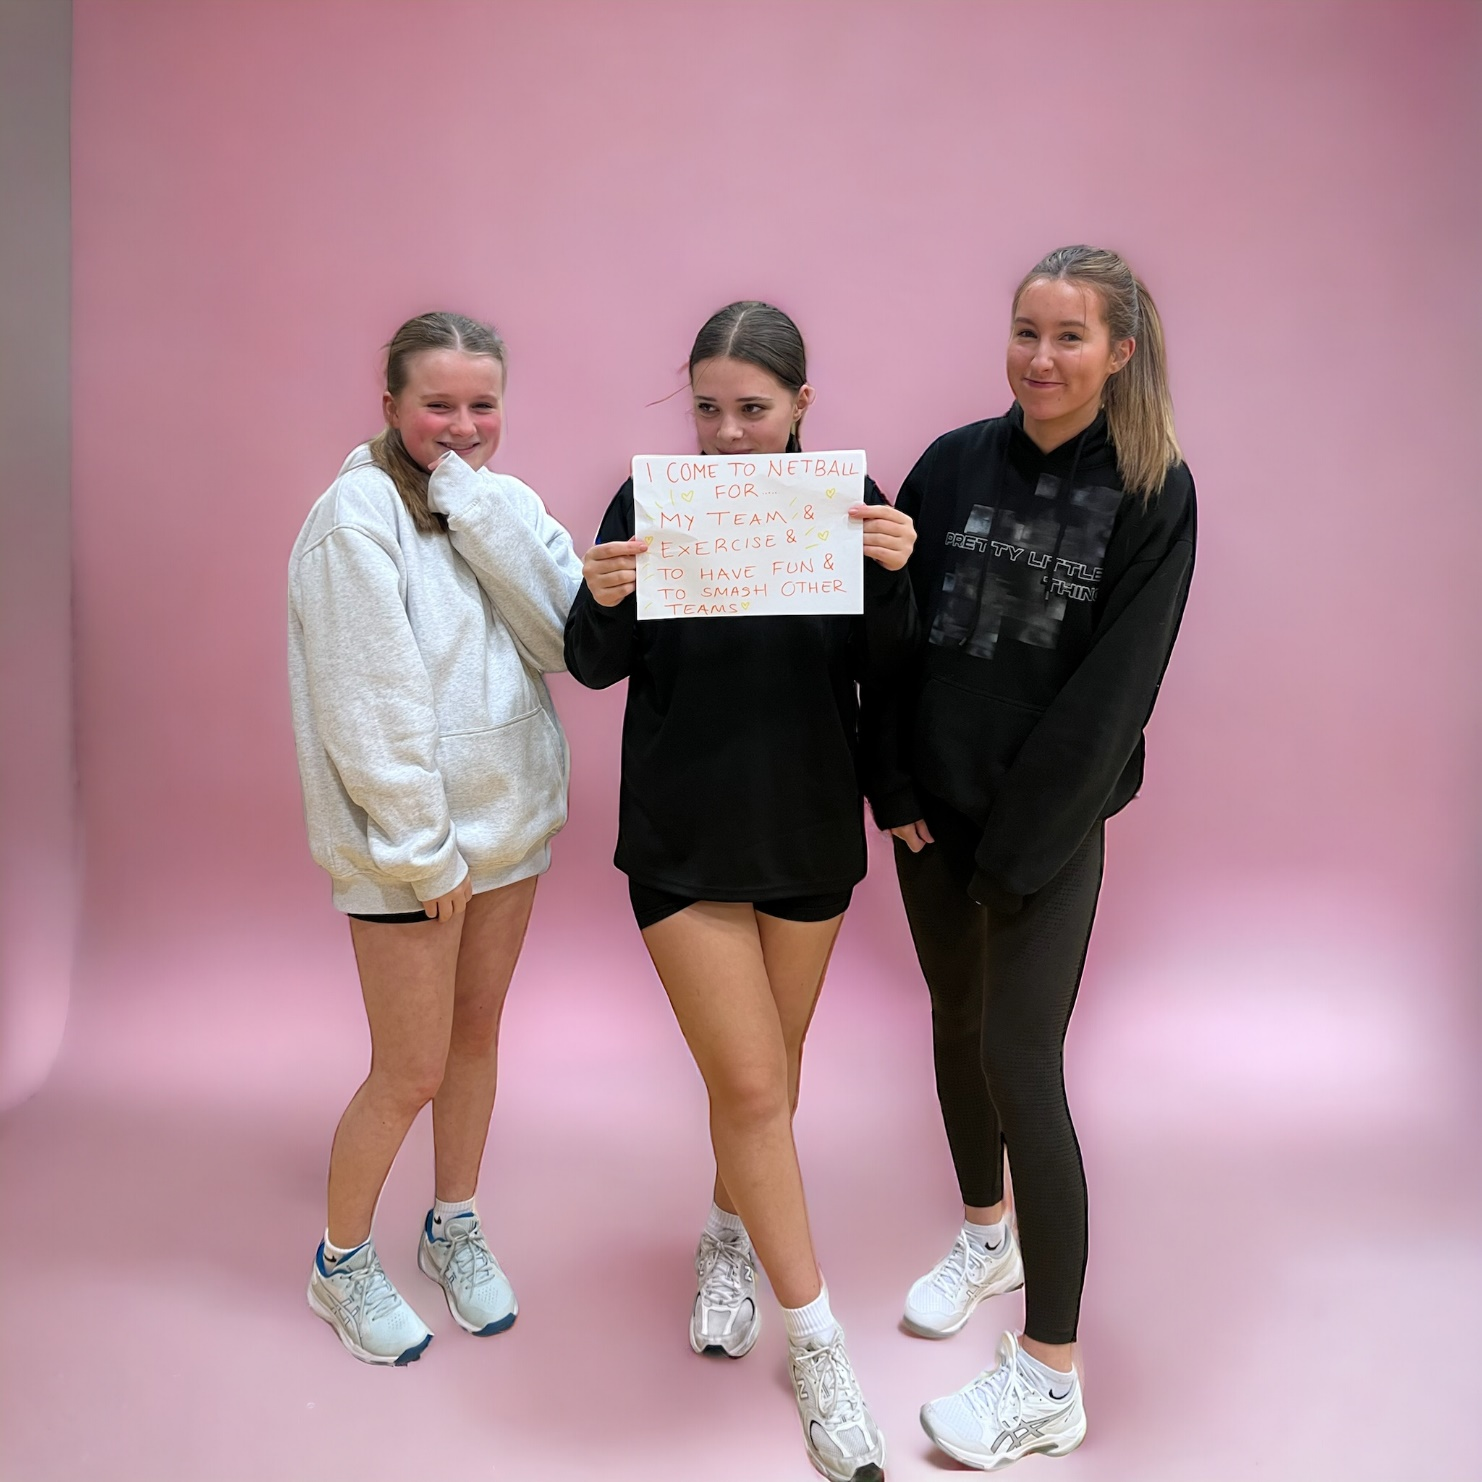 I COME TO NETBALL
FOR.....
MY TEAM &
EXERCISE &
TO HAVE FUN &
TO SMASH OTHER
TEAMS
PRETTY LITTLE
THING
N
N